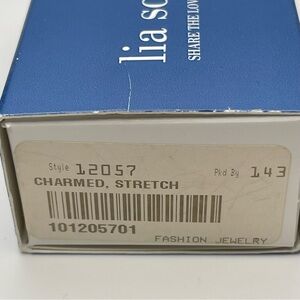 lia so
SHARE THE LOV
Style 12057 Pkd By 143
CHARMED, STRETCH
101205701
FASHION JEWELRY